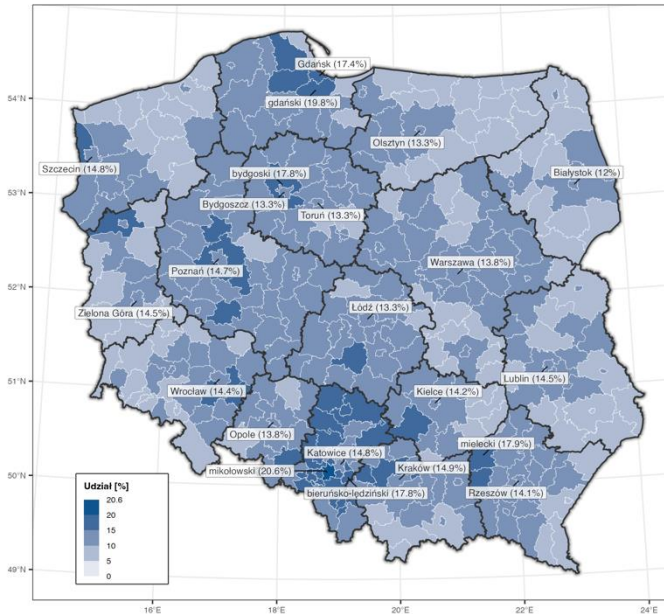 Gdańsk (17.4%)
54°N
gdański (19.8%)
Olsztyn (13.3%)
Szczecin (14.8%)
bydgoski (17.8%)
Białystok (12%)
53°N
Bydgoszcz (13.3%)
Toruń (13.3%)
Warszawa (13.8%)
Poznań (14.7%)
52°N
Łódź (13.3%)
Zielona Góra (14.5%)
51°N
Lublin (14.5%)
Wrocław (14.4%)
Kielce (14.2%)
Opole (13.8%)
mielecki (17.9%)
Katowice (14.8%)
50°N
mikołowski (20.6%)
Kraków (14.9%)
Udział [%]
bieruńsko-lędziński (17.8%)
Rzeszów (14.1%)
20.6
20
15
10
5
0
49°N
16°E
18°E
20°E
22°E
24°E